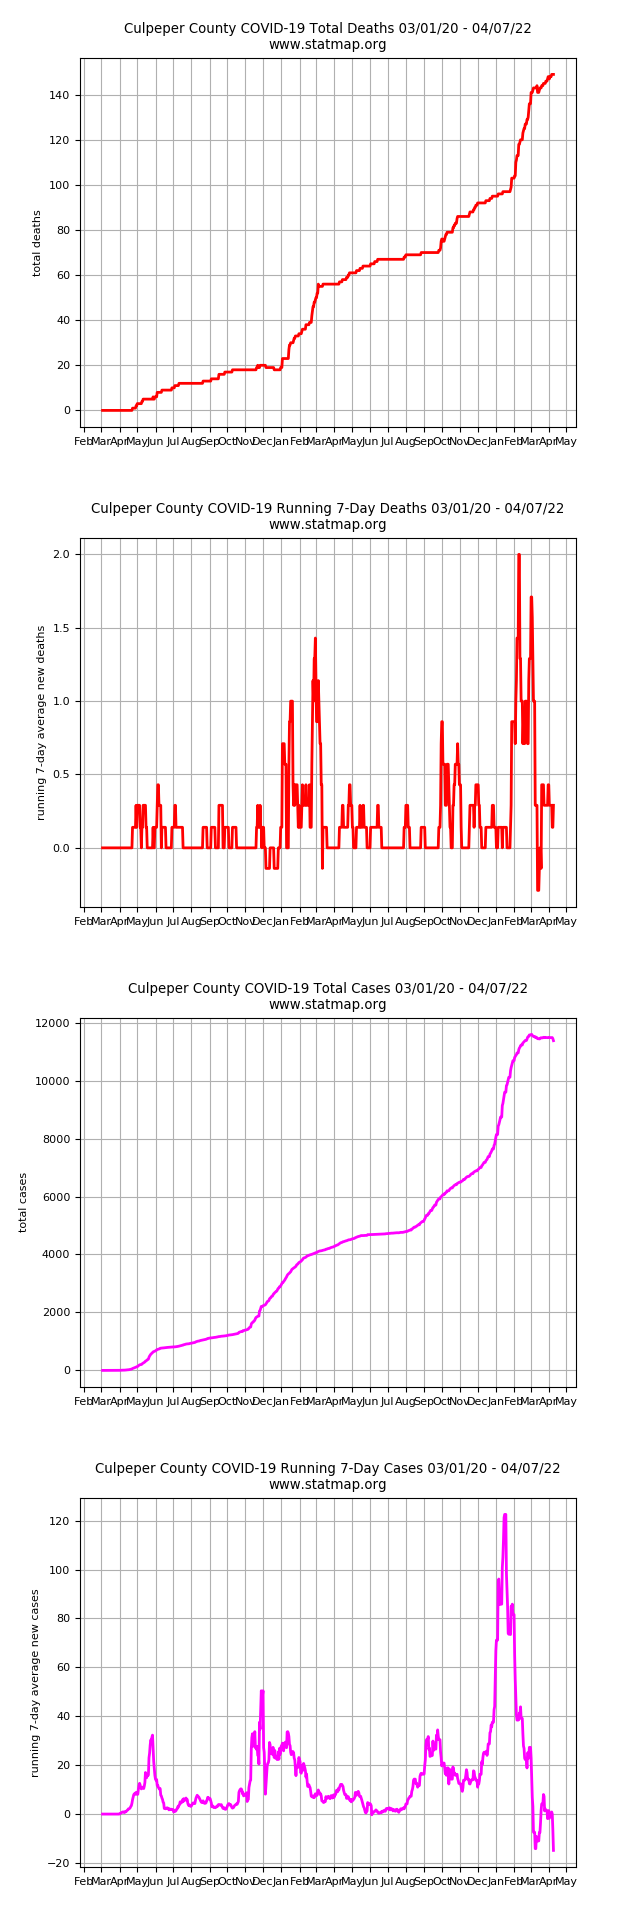 Culpeper County COVID-19 Total Deaths 03/01/20 - 04/07/22
www.statmap.org
140
120
100
80
60
40
20
0
total deaths
Feb Mar Apr May Jun Jul Aug Sep Oct Nov Dec Jan Feb Mar Apr May Jun Jul Aug Sep Oct Nov Dec Jan Feb Mar Apr May
Culpeper County COVID-19 Running 7-Day Deaths 03/01/20 - 04/07/22
www.statmap.org
2.0
1.5
1.0
0.5
0.0
running 7-day average new deaths
Feb Mar Apr May Jun Jul Aug Sep Oct Nov Dec Jan Feb Mar Apr May Jun Jul Aug Sep Oct Nov Dec Jan Feb Mar Apr May
Culpeper County COVID-19 Total Cases 03/01/20 - 04/07/22
www.statmap.org
12000
10000
8000
6000
4000
2000
0
total cases
Feb Mar Apr May Jun Jul Aug Sep Oct Nov Dec Jan Feb Mar Apr May Jun Jul Aug Sep Oct Nov Dec Jan Feb Mar Apr May
Culpeper County COVID-19 Running 7-Day Cases 03/01/20 - 04/07/22
www.statmap.org
120
100
80
60
40
20
0
−20
running 7-day average new cases
Feb Mar Apr May Jun Jul Aug Sep Oct Nov Dec Jan Feb Mar Apr May Jun Jul Aug Sep Oct Nov Dec Jan Feb Mar Apr May